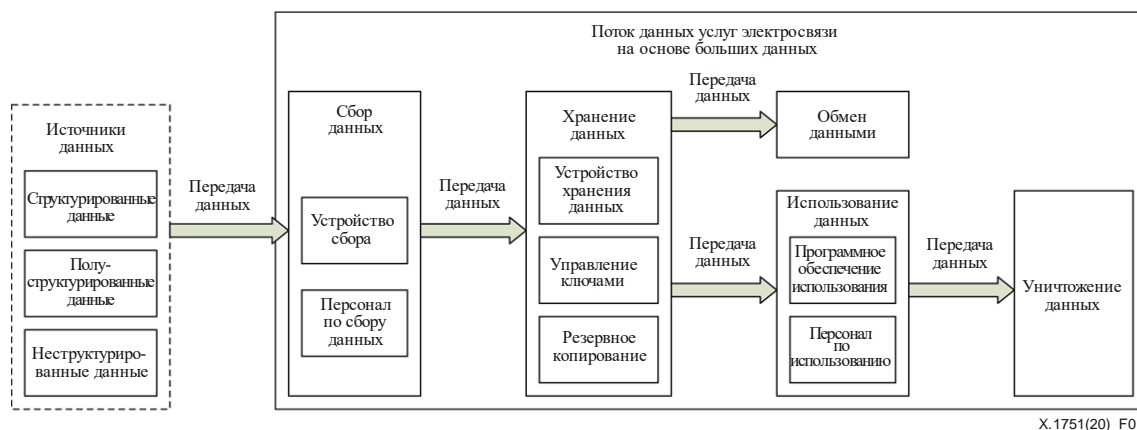 Поток данных услуг электросвязи
на основе больших данных
Источники
данных
Структурированные
данные
Полу-
структурированные
данные
Неструктуриро-
ванные данные
Передача
данных
Сбор
данных
Устройство
сбора
Персонал
по сбору
данных
Передача
данных
Хранение
данных
Устройство
хранения
данных
Управление
ключами
Резервное
копирование
Передача
данных
Обмен
данными
Передача
данных
Использование
данных
Программное
обеспечение
использования
Персонал
по
использованию
Передача
данных
Уничтожение
данных
X.1751(20)_F0